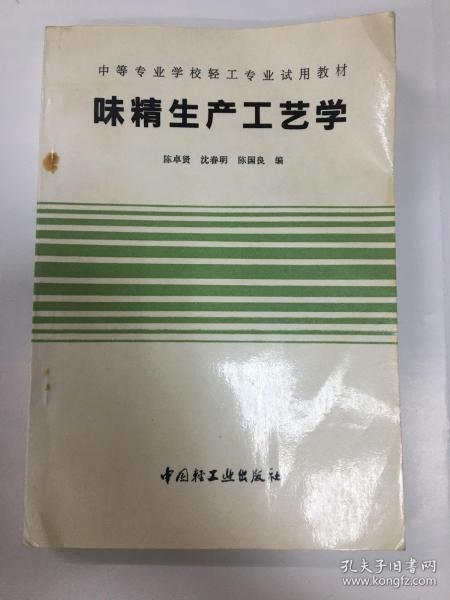 中等专业学校轻工专业试用教材
味精生产工艺学
陈卓贤 沈春明 陈国良 编
中国轻工业出版社
孔夫子旧书网
www.kongfz.com